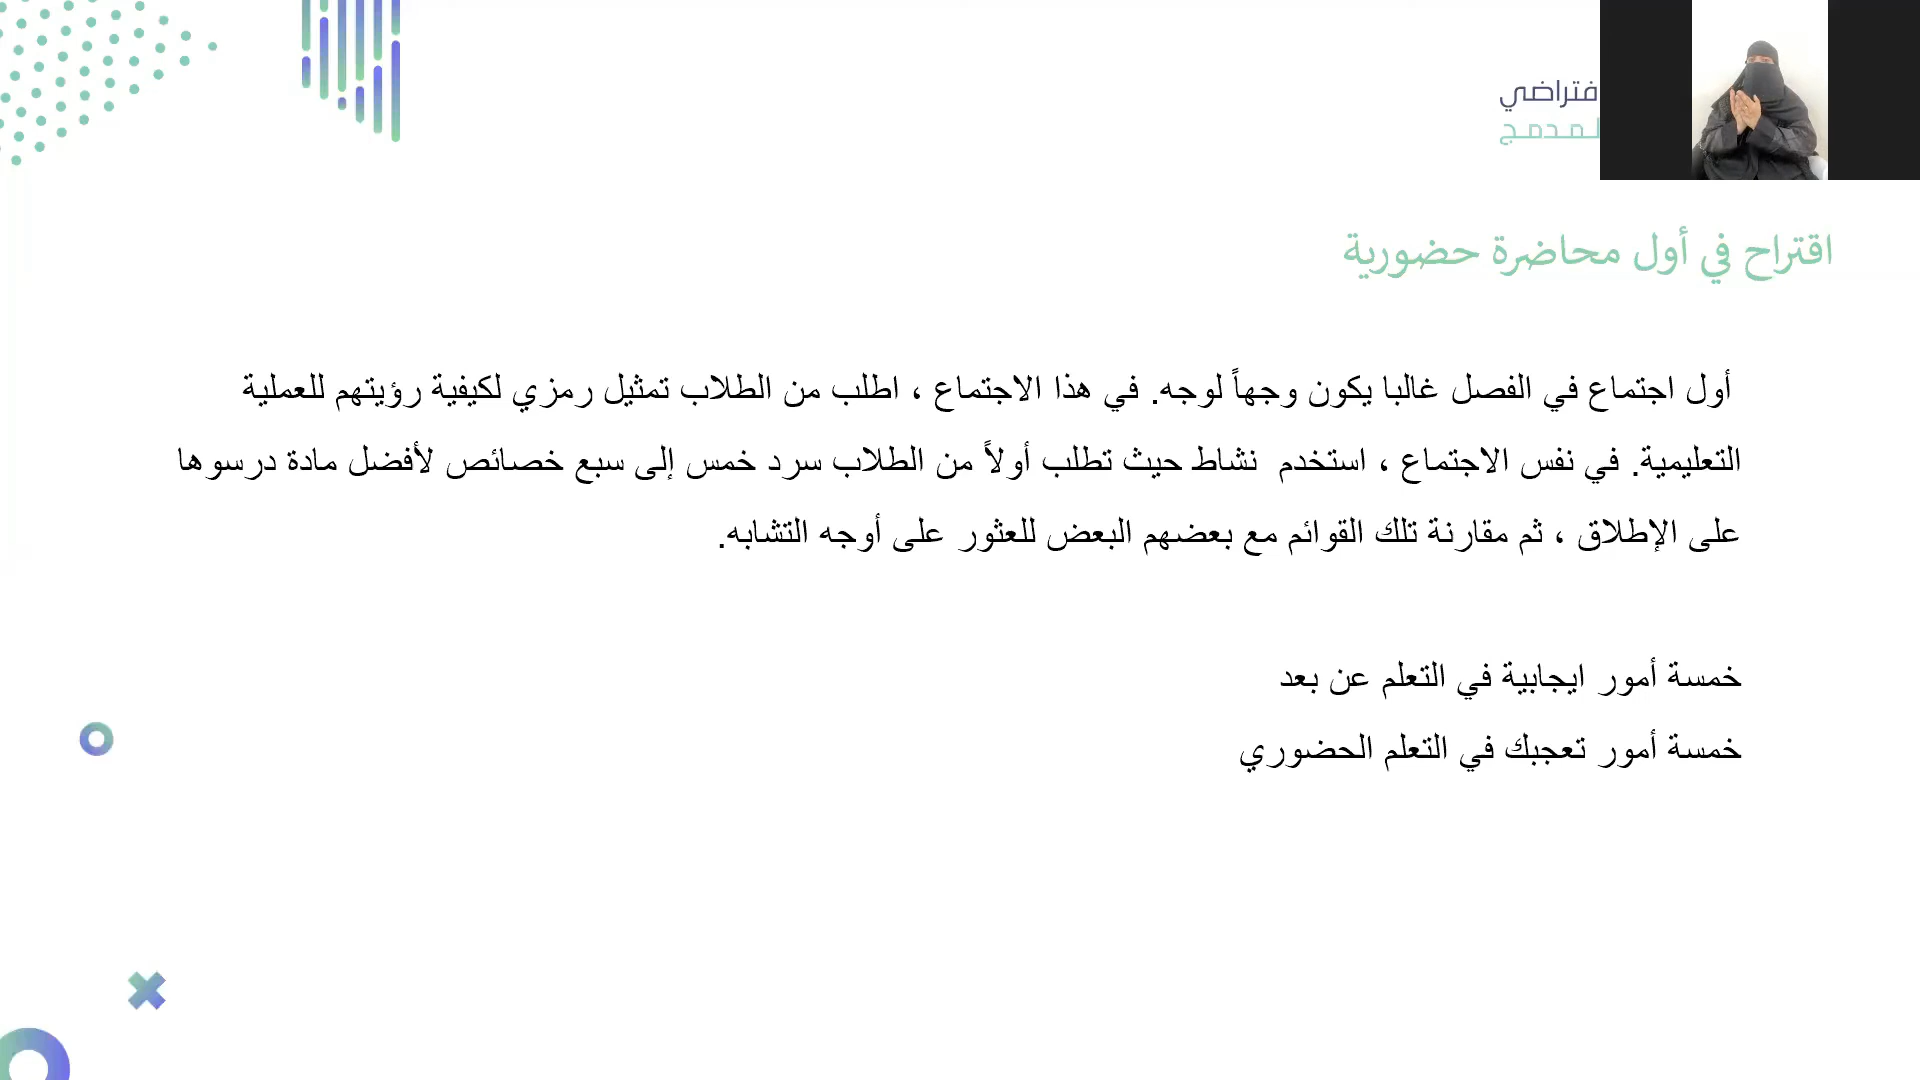 فتراضي
لمدمج
اقتراح في أول محاضرة حضورية
أول اجتماع في الفصل غالبا يكون وجهاً لوجه. في هذا الاجتماع ، اطلب من الطلاب تمثيل رمزي لكيفية رؤيتهم للعملية
التعليمية. في نفس الاجتماع ، استخدم نشاط حيث تطلب أولاً من الطلاب سرد خمس إلى سبع خصائص لأفضل مادة درسوها
على الإطلاق ، ثم مقارنة تلك القوائم مع بعضهم البعض للعثور على أوجه التشابه.
خمسة أمور ايجابية في التعلم عن بعد
خمسة أمور تعجبك في التعلم الحضوري